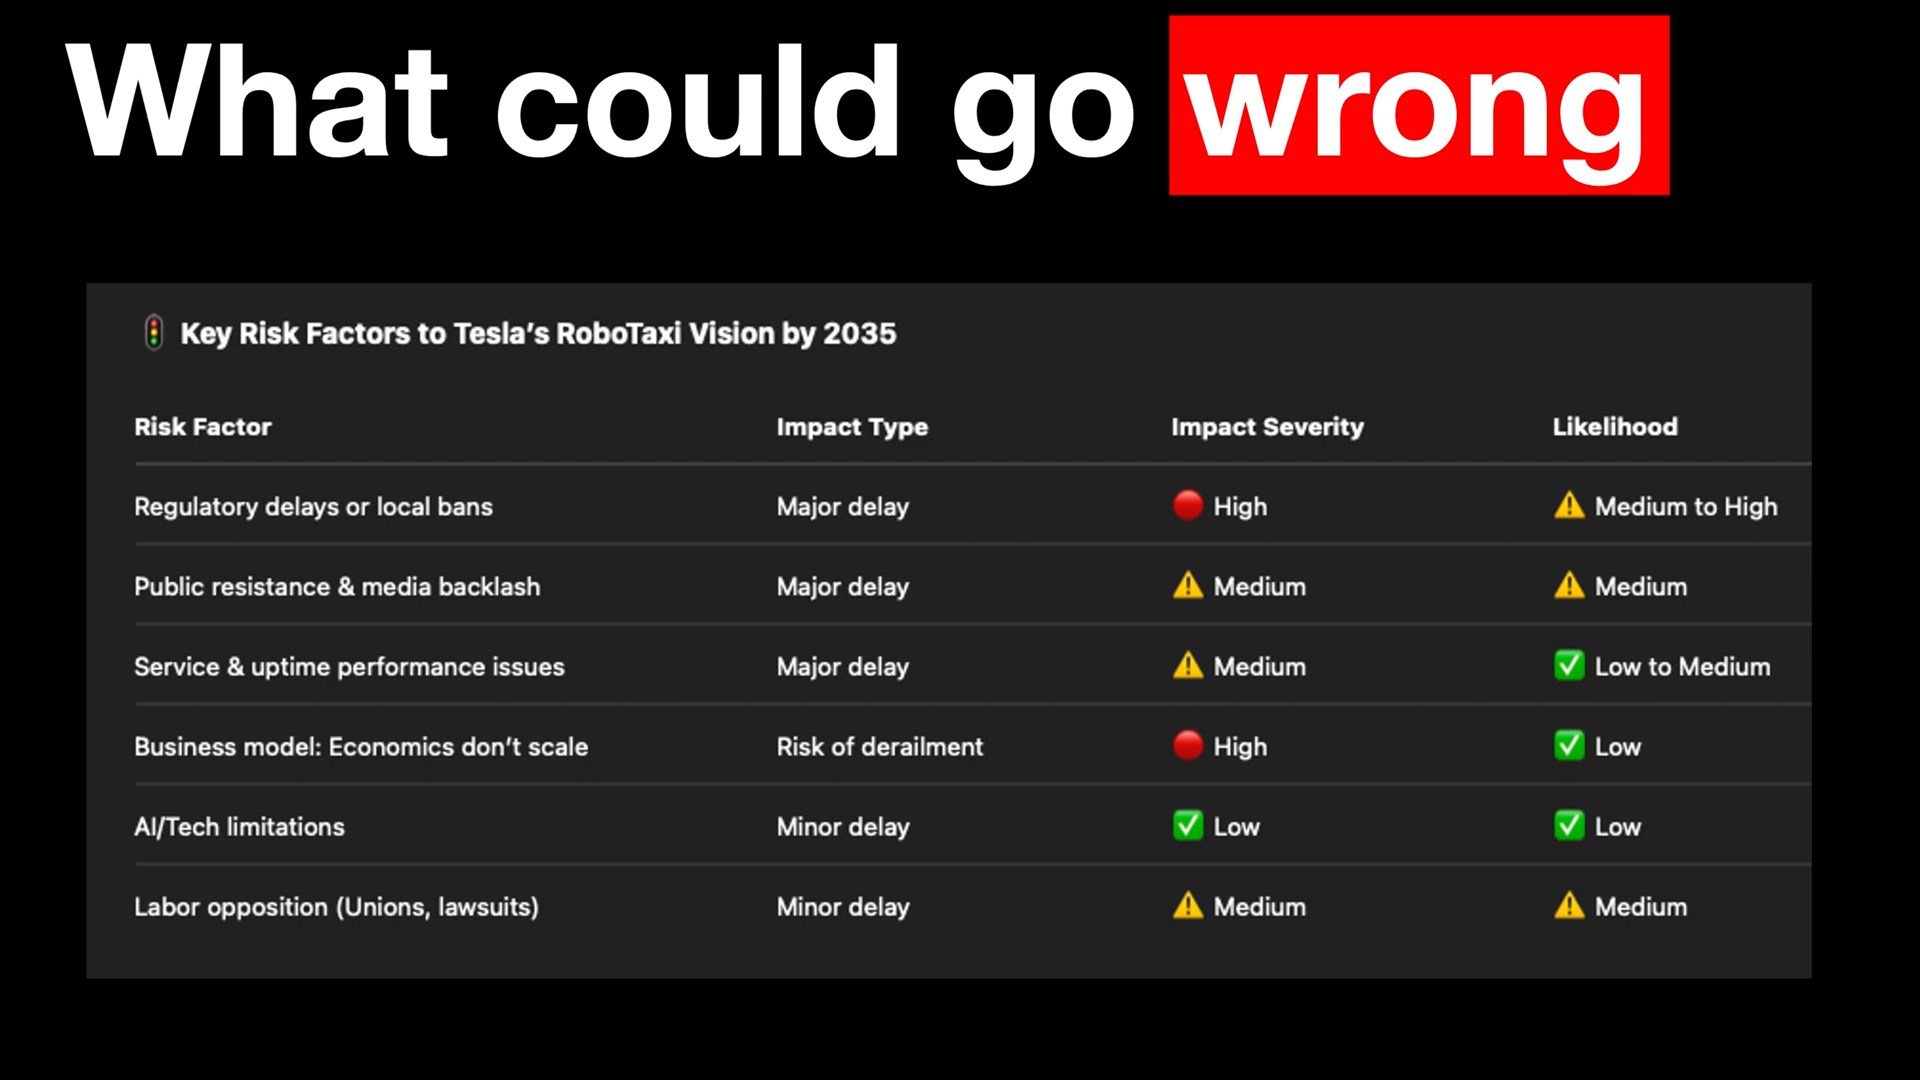 What could go wrong
🚦 Key Risk Factors to Tesla’s RoboTaxi Vision by 2035
Risk Factor Impact Type Impact Severity Likelihood
Regulatory delays or local bans Major delay 🔴 High ⚠️ Medium to High
Public resistance & media backlash Major delay ⚠️ Medium ⚠️ Medium
Service & uptime performance issues Major delay ⚠️ Medium ✅ Low to Medium
Business model: Economics don’t scale Risk of derailment 🔴 High ✅ Low
AI/Tech limitations Minor delay ✅ Low ✅ Low
Labor opposition (Unions, lawsuits) Minor delay ⚠️ Medium ⚠️ Medium